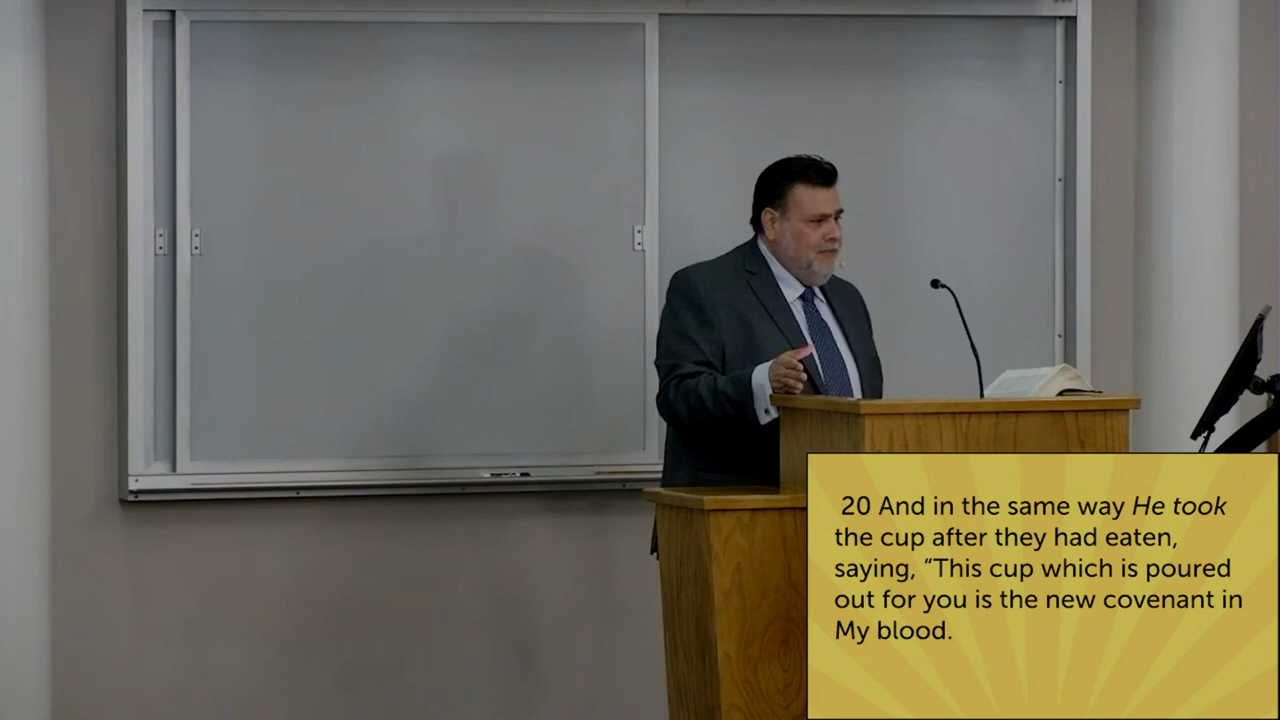 20 And in the same way He took
the cup after they had eaten,
saying, “This cup which is poured
out for you is the new covenant in
My blood.